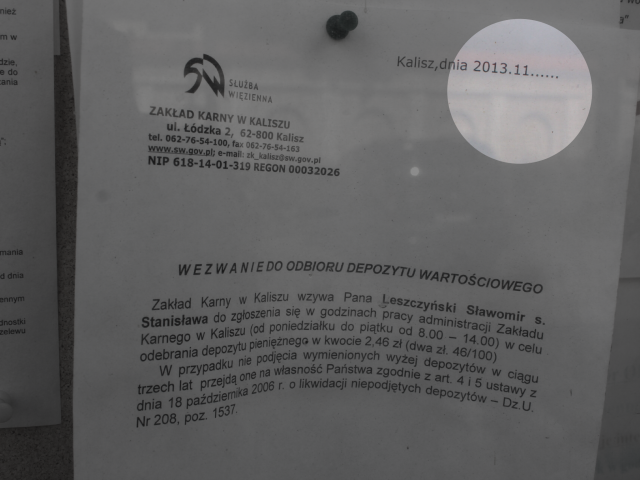 Kalisz,dnia 2013.11......
SŁUŻBA
WIĘZIENNA
ZAKŁAD KARNY W KALISZU
ul. Łódzka 2, 62-800 Kalisz
tel. 062-76-54-100, fax 062-76-54-163
www.sw.gov.pl; e-mail: zk_kalisz@sw.gov.pl
NIP 618-14-01-319 REGON 00032026
WEZWANIE DO ODBIORU DEPOZYTU WARTOŚCIOWEGO
Zakład Karny w Kaliszu wzywa Pana Leszczyński Sławomir s.
Stanisława do zgłoszenia się w godzinach pracy administracji Zakładu
Karnego w Kaliszu (od poniedziałku do piątku od 8.00 – 14.00) w celu
odebrania depozytu pieniężnego w kwocie 2,46 zł (dwa zł. 46/100)
W przypadku nie podjęcia wymienionych wyżej depozytów w ciągu
trzech lat przejdą one na własność Państwa zgodnie z art. 4 i 5 ustawy z
dnia 18 października 2006 r. o likwidacji niepodjętych depozytów – Dz.U.
Nr 208, poz. 1537.